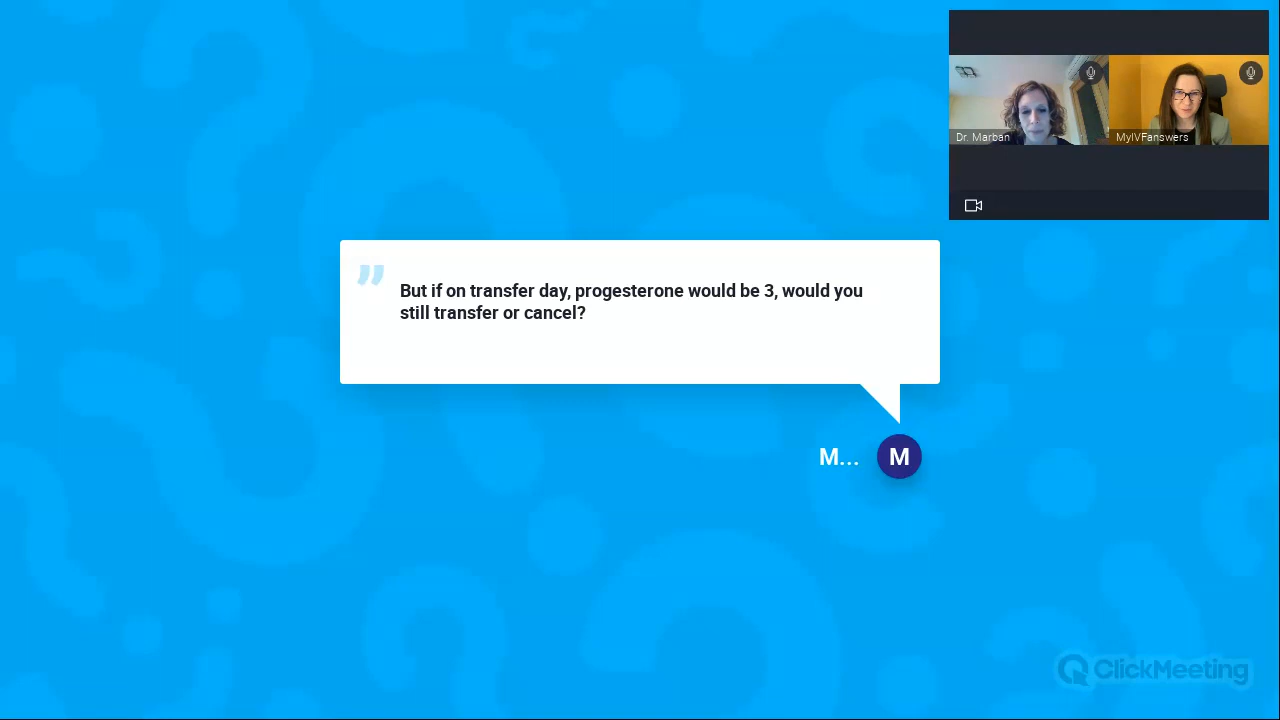 Dr. Marban
MyIVFanswers
But if on transfer day, progesterone would be 3, would you
still transfer or cancel?
M...
M
ClickMeeting